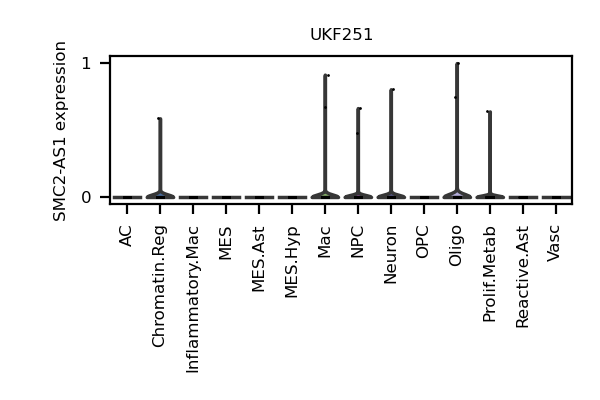 UKF251
SMC2-AS1 expression
1
0
AC
Chromatin.Reg
Inflammatory.Mac
MES
MES.Ast
MES.Hyp
Mac
NPC
Neuron
OPC
Oligo
Prolif.Metab
Reactive.Ast
Vasc